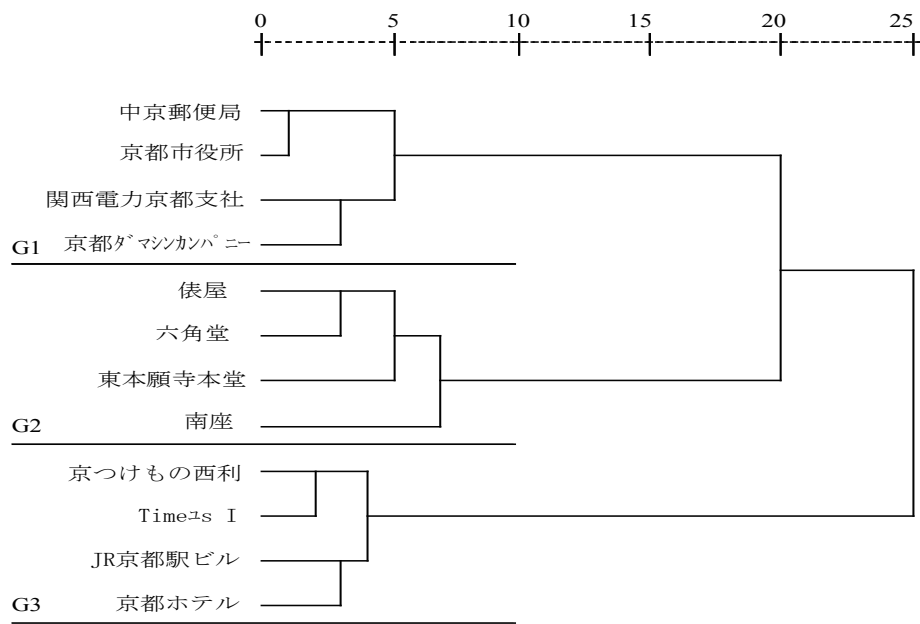 0 5 10 15 20 25
中京郵便局
京都市役所
関西電力京都支社
G1 京都ﾀﾞﾏｼﾝｶﾝﾊﾟﾆｰ
俵屋
六角堂
東本願寺本堂
G2 南座
京つけもの西利
Timeﾕs I
JR京都駅ビル
G3 京都ホテル